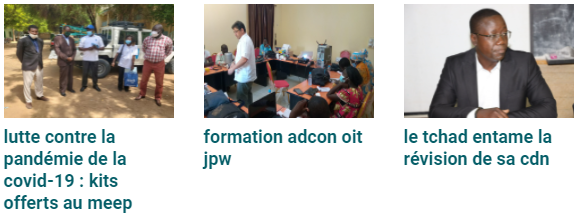 lutte contre la
pandémie de la
covid-19 : kits
offerts au meep
formation adcon oit
jpw
le tchad entame la
révision de sa cdn